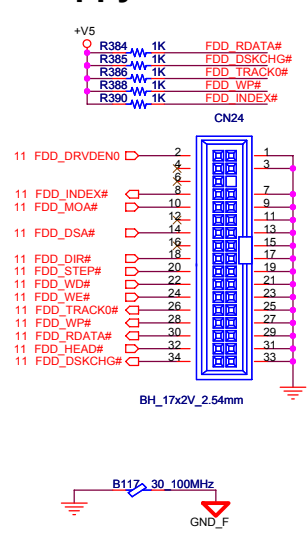 +V5
R384 1K FDD_RDATA#
R385 1K FDD_DSKCHG#
R386 1K FDD_TRACK0#
R388 1K FDD_WP#
R390 1K FDD_INDEX#
CN24
11 FDD_DRVDEN0 2 1
4 3
6
11 FDD_INDEX# 8 7
11 FDD_MOA# 10 9
12 11
11 FDD_DSA# 14 13
16 15
11 FDD_DIR# 18 17
11 FDD_STEP# 20 19
11 FDD_WD# 22 21
11 FDD_WE# 24 23
11 FDD_TRACK0# 26 25
11 FDD_WP# 28 27
11 FDD_RDATA# 30 29
11 FDD_HEAD# 32 31
11 FDD_DSKCHG# 34 33
BH_17x2V_2.54mm
B117 30_100MHz
GND_F